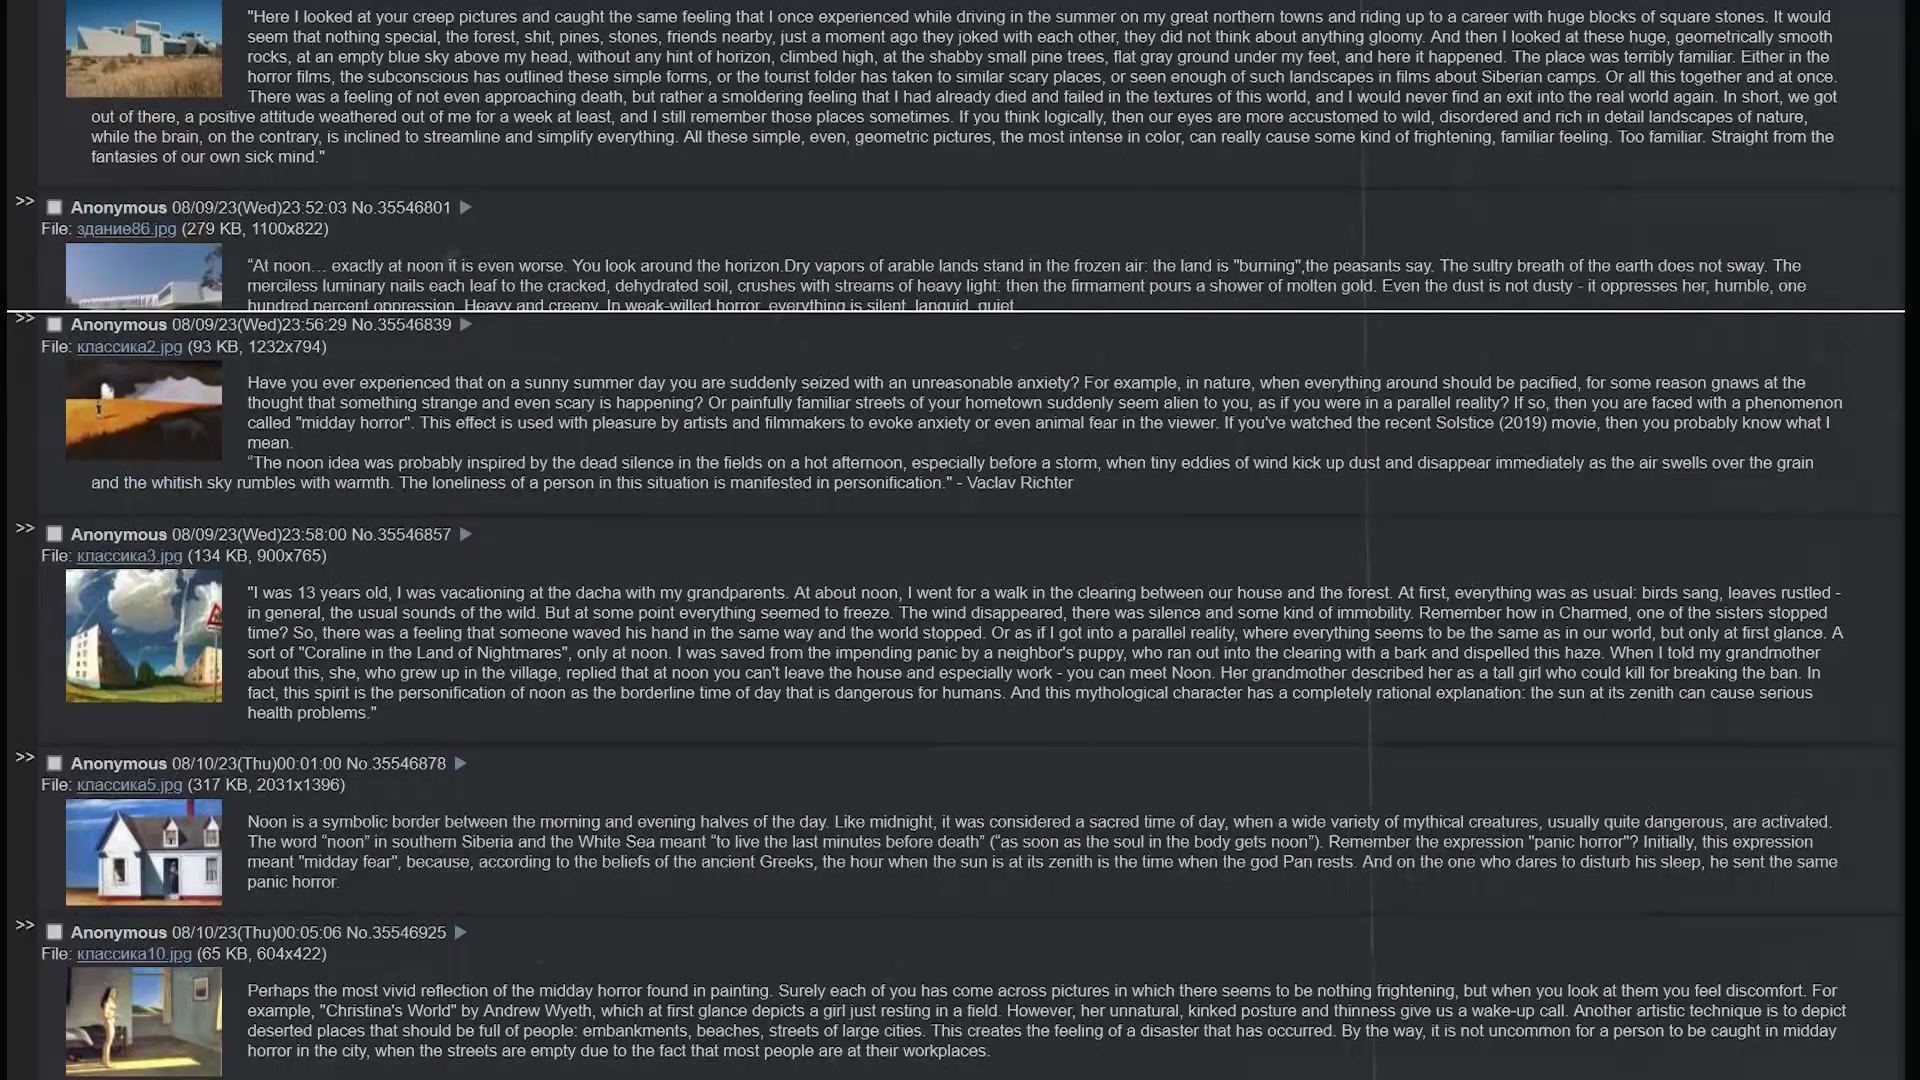 "Here I looked at your creep pictures and caught the same feeling that I once experienced while driving in the summer on my great northern towns and riding up to a career with huge blocks of square stones. It would
seem that nothing special, the forest, shit, pines, stones, friends nearby, just a moment ago they joked with each other, they did not think about anything gloomy. And then I looked at these huge, geometrically smooth
rocks, at an empty blue sky above my head, without any hint of horizon, climbed high, at the shabby small pine trees, flat gray ground under my feet, and here it happened. The place was terribly familiar. Either in the
horror films, the subconscious has outlined these simple forms, or the tourist folder has taken to similar scary places, or seen enough of such landscapes in films about Siberian camps. Or all this together and at once.
There was a feeling of not even approaching death, but rather a smoldering feeling that I had already died and failed in the textures of this world, and I would never find an exit into the real world again. In short, we got
out of there, a positive attitude weathered out of me for a week at least, and I still remember those places sometimes. If you think logically, then our eyes are more accustomed to wild, disordered and rich in detail landscapes of nature,
while the brain, on the contrary, is inclined to streamline and simplify everything. All these simple, even, geometric pictures, the most intense in color, can really cause some kind of frightening, familiar feeling. Too familiar. Straight from the
fantasies of our own sick mind."
>> Anonymous 08/09/23(Wed)23:52:03 No.35546801
File: здание86.jpg (279 KB, 1100x822)
“At noon… exactly at noon it is even worse. You look around the horizon.Dry vapors of arable lands stand in the frozen air: the land is "burning",the peasants say. The sultry breath of the earth does not sway. The
merciless luminary nails each leaf to the cracked, dehydrated soil, crushes with streams of heavy light: then the firmament pours a shower of molten gold. Even the dust is not dusty - it oppresses her, humble, one
hundred percent oppression. Heavy and creepy. In weak-willed horror, everything is silent, languid, quiet
>> Anonymous 08/09/23(Wed)23:56:29 No.35546839
File: классика2.jpg (93 KB, 1232x794)
Have you ever experienced that on a sunny summer day you are suddenly seized with an unreasonable anxiety? For example, in nature, when everything around should be pacified, for some reason gnaws at the
thought that something strange and even scary is happening? Or painfully familiar streets of your hometown suddenly seem alien to you, as if you were in a parallel reality? If so, then you are faced with a phenomenon
called "midday horror". This effect is used with pleasure by artists and filmmakers to evoke anxiety or even animal fear in the viewer. If you've watched the recent Solstice (2019) movie, then you probably know what I
mean.
“The noon idea was probably inspired by the dead silence in the fields on a hot afternoon, especially before a storm, when tiny eddies of wind kick up dust and disappear immediately as the air swells over the grain
and the whitish sky rumbles with warmth. The loneliness of a person in this situation is manifested in personification." - Vaclav Richter
>> Anonymous 08/09/23(Wed)23:58:00 No.35546857
File: классика3.jpg (134 KB, 900x765)
"I was 13 years old, I was vacationing at the dacha with my grandparents. At about noon, I went for a walk in the clearing between our house and the forest. At first, everything was as usual: birds sang, leaves rustled -
in general, the usual sounds of the wild. But at some point everything seemed to freeze. The wind disappeared, there was silence and some kind of immobility. Remember how in Charmed, one of the sisters stopped
time? So, there was a feeling that someone waved his hand in the same way and the world stopped. Or as if I got into a parallel reality, where everything seems to be the same as in our world, but only at first glance. A
sort of "Coraline in the Land of Nightmares", only at noon. I was saved from the impending panic by a neighbor's puppy, who ran out into the clearing with a bark and dispelled this haze. When I told my grandmother
about this, she, who grew up in the village, replied that at noon you can't leave the house and especially work - you can meet Noon. Her grandmother described her as a tall girl who could kill for breaking the ban. In
fact, this spirit is the personification of noon as the borderline time of day that is dangerous for humans. And this mythological character has a completely rational explanation: the sun at its zenith can cause serious
health problems."
>> Anonymous 08/10/23(Thu)00:01:00 No.35546878
File: классика5.jpg (317 KB, 2031x1396)
Noon is a symbolic border between the morning and evening halves of the day. Like midnight, it was considered a sacred time of day, when a wide variety of mythical creatures, usually quite dangerous, are activated.
The word “noon” in southern Siberia and the White Sea meant “to live the last minutes before death” (“as soon as the soul in the body gets noon”). Remember the expression "panic horror"? Initially, this expression
meant "midday fear", because, according to the beliefs of the ancient Greeks, the hour when the sun is at its zenith is the time when the god Pan rests. And on the one who dares to disturb his sleep, he sent the same
panic horror.
>> Anonymous 08/10/23(Thu)00:05:06 No.35546925
File: классика10.jpg (65 KB, 604x422)
Perhaps the most vivid reflection of the midday horror found in painting. Surely each of you has come across pictures in which there seems to be nothing frightening, but when you look at them you feel discomfort. For
example, "Christina's World" by Andrew Wyeth, which at first glance depicts a girl just resting in a field. However, her unnatural, kinked posture and thinness give us a wake-up call. Another artistic technique is to depict
deserted places that should be full of people: embankments, beaches, streets of large cities. This creates the feeling of a disaster that has occurred. By the way, it is not uncommon for a person to be caught in midday
horror in the city, when the streets are empty due to the fact that most people are at their workplaces.